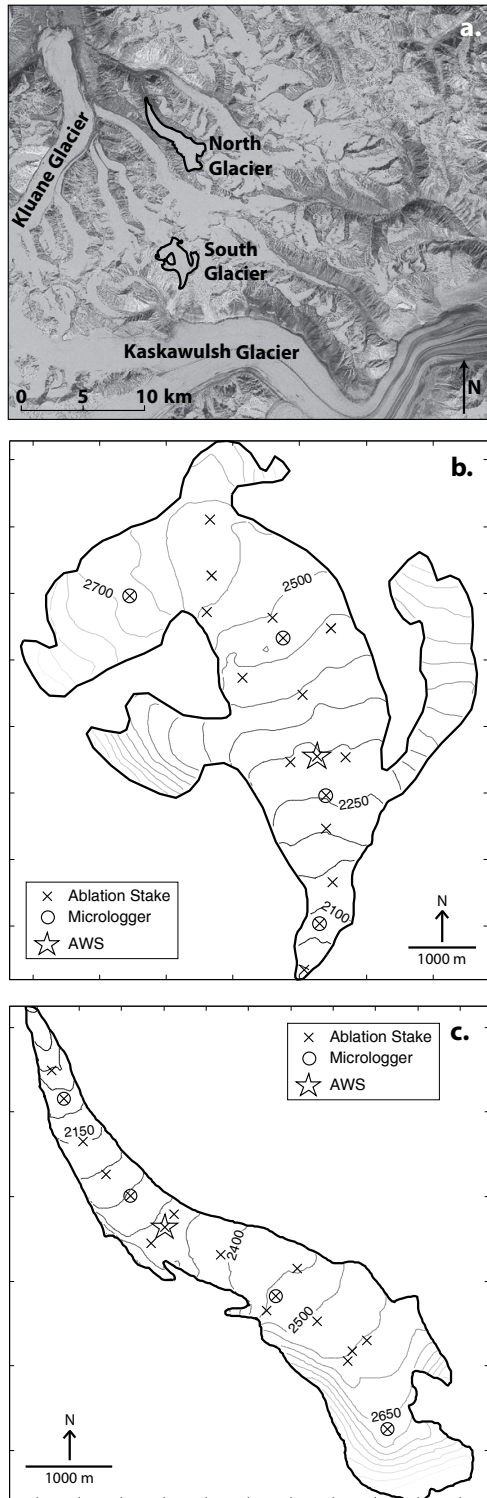 a.
North
Glacier
Kluane Glacier
South
Glacier
Kaskawulsh Glacier
0 5 10 km
N
b.
2700
2500
2250
2100
Ablation Stake
Micrologger
AWS
N
1000 m
c.
Ablation Stake
Micrologger
AWS
2150
2400
2500
2650
N
1000 m